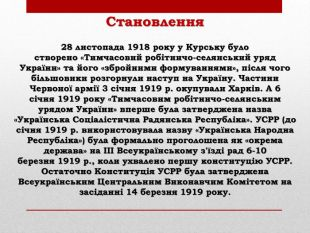 Становлення
28 листопада 1918 року у Курську було
створено «Тимчасовий робітничо-селянський уряд
України» та його «збройними формуваннями», після чого
більшовики розгорнули наступ на Україну. Частини
Червоної армії 3 січня 1919 р. окупували Харків. А 6
січня 1919 року «Тимчасовим робітничо-селянським
урядом України» вперше була затверджена назва
«Українська Соціалістична Радянська Республіка». УСРР (до
січня 1919 р. використовувала назву «Українська Народна
Республіка») була формально проголошена як «окрема
держава» на III Всеукраїнському з'їзді рад 6-10
березня 1919 р., коли ухвалено першу конституцію УСРР.
Остаточно Конституція УСРР була затверджена
Всеукраїнським Центральним Виконавчим Комітетом на
засіданні 14 березня 1919 року.